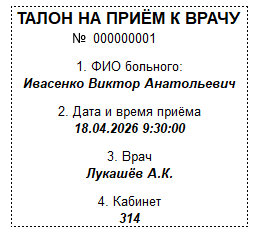 ТАЛОН НА ПРИЁМ К ВРАЧУ
№ 000000001
1. ФИО больного:
Ивасенко Виктор Анатольевич
2. Дата и время приёма
18.04.2026 9:30:00
3. Врач
Лукашёв А.К.
4. Кабинет
314